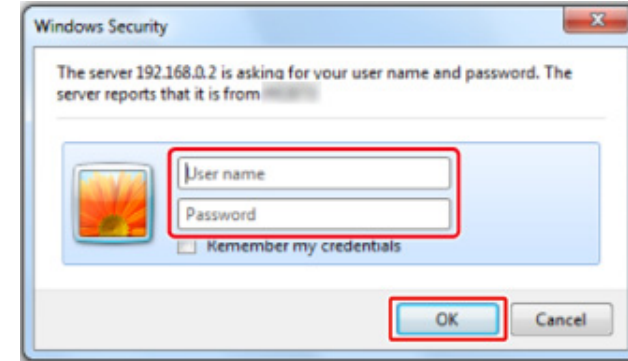 Windows Security
The server 192.168.0.2 is asking for your user name and password. The
server reports that it is from
User name
Password
Remember my credentials
OK
Cancel